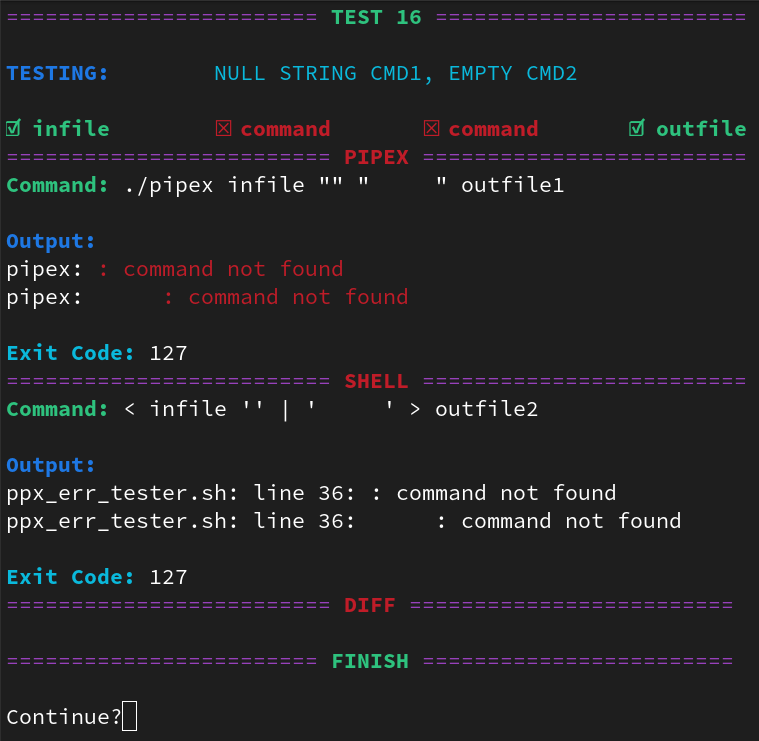 ======================== TEST 16 ========================
TESTING:        NULL STRING CMD1, EMPTY CMD2
☑ infile        ☒ command       ☒ command       ☑ outfile
========================= PIPEX =========================
Command: ./pipex infile "" "     " outfile1
Output:
pipex: : command not found
pipex:      : command not found
Exit Code: 127
========================= SHELL =========================
Command: < infile '' | '     ' > outfile2
Output:
ppx_err_tester.sh: line 36: : command not found
ppx_err_tester.sh: line 36:      : command not found
Exit Code: 127
========================= DIFF =========================
======================== FINISH ========================
Continue?